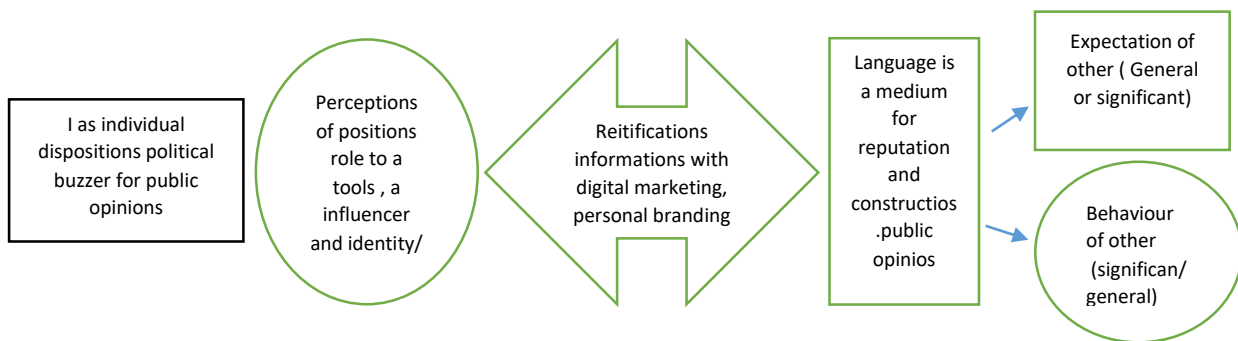 I as individual
dispositions political
buzzer for public
opinions
Perceptions
of positions
role to a
tools , a
influencer
and identity/
Reitifications
informations with
digital marketing,
personal branding
Language is
a medium
for
reputation
and
constructios
.public
opinios
Expectation of
other ( General
or significant)
Behaviour
of other
(significan/
general)